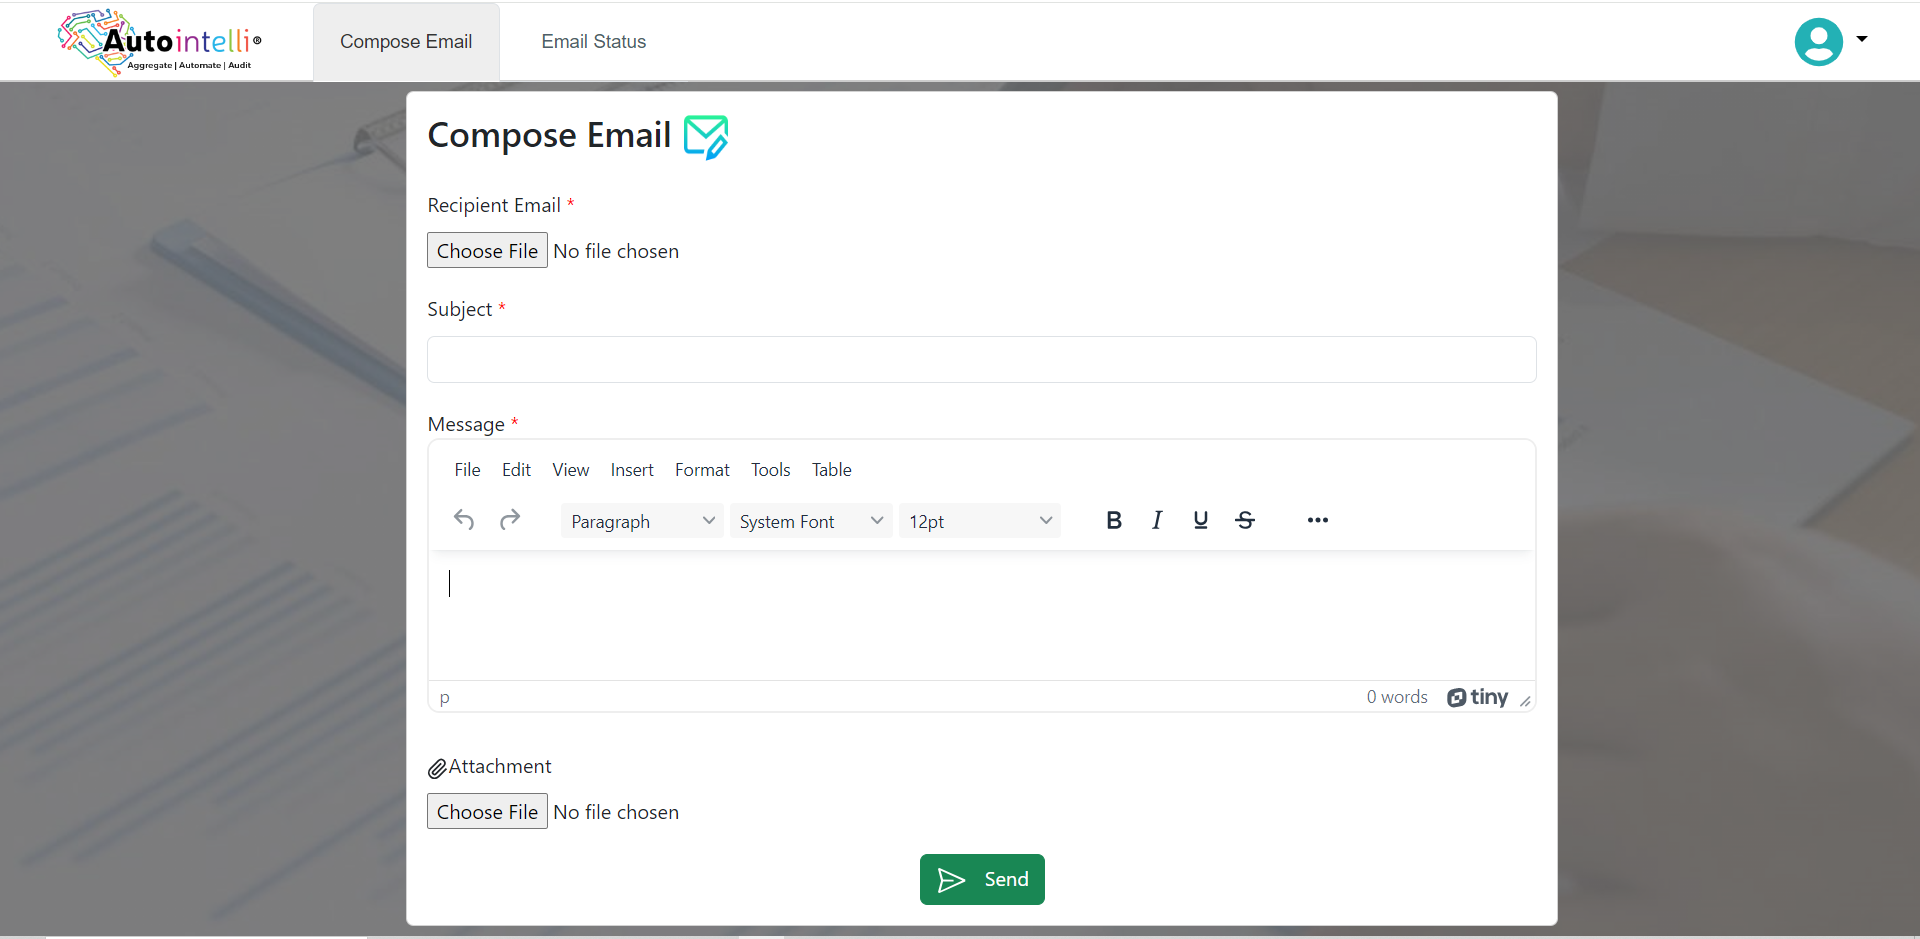 Autointelli®
Aggregate | Automate | Audit
Compose Email
Email Status
Compose Email
Recipient Email *
Choose File No file chosen
Subject *
Message *
File Edit View Insert Format Tools Table
Paragraph System Font 12pt B I U S
p 0 words tiny
Attachment
Choose File No file chosen
Send